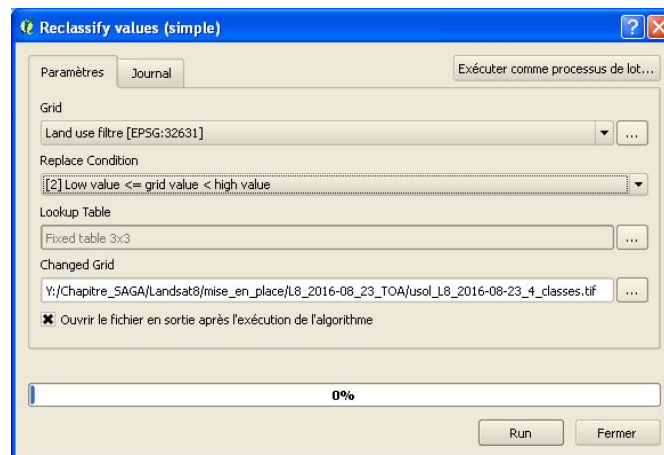 Reclassify values (simple)
Paramètres
Journal
Exécuter comme processus de lot...
Grid
Land use filtre [EPSG:32631]
...
Replace Condition
[2] Low value <= grid value < high value
Lookup Table
Fixed table 3x3
...
Changed Grid
Y:/Chapitre_SAGA/Landsat8/mise_en_place/L8_2016-08_23_TOA/usol_L8_2016-08-23_4_classes.tif
...
Ouvrir le fichier en sortie après l'exécution de l'algorithme
0%
Run
Fermer